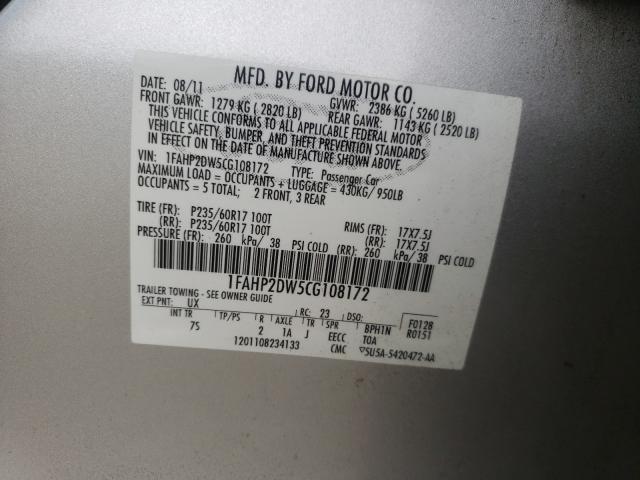 MFD. BY FORD MOTOR CO.
DATE: 08/11 GVWR: 2386 KG ( 5260 LB)
FRONT GAWR: 1279 KG ( 2820 LB) REAR GAWR: 1143 KG ( 2520 LB)
THIS VEHICLE CONFORMS TO ALL APPLICABLE FEDERAL MOTOR
VEHICLE SAFETY, BUMPER, AND THEFT PREVENTION STANDARDS
IN EFFECT ON THE DATE OF MANUFACTURE SHOWN ABOVE.
VIN: 1FAHP2DW5CG108172 TYPE: Passenger Car
MAXIMUM LOAD = OCCUPANTS + LUGGAGE = 430KG/ 950LB
OCCUPANTS = 5 TOTAL; 2 FRONT, 3 REAR
TIRE (FR): P235/60R17 100T RIMS (FR): 17X7.5J
(RR): P235/60R17 100T (RR): 17X7.5J
PRESSURE (FR): 260 kPa/ 38 PSI COLD (RR): 260 kPa/ 38 PSI COLD
1FAHP2DW5CG108172
TRAILER TOWING - SEE OWNER GUIDE
EXT PNT: UX RC: 23 DSO: F0128
INT TR TP/PS R AXLE TR SPR BPH1N R0151
7S 2 1A J EECC TOA
1201108234133 CMC 5U5A-5420472-AA